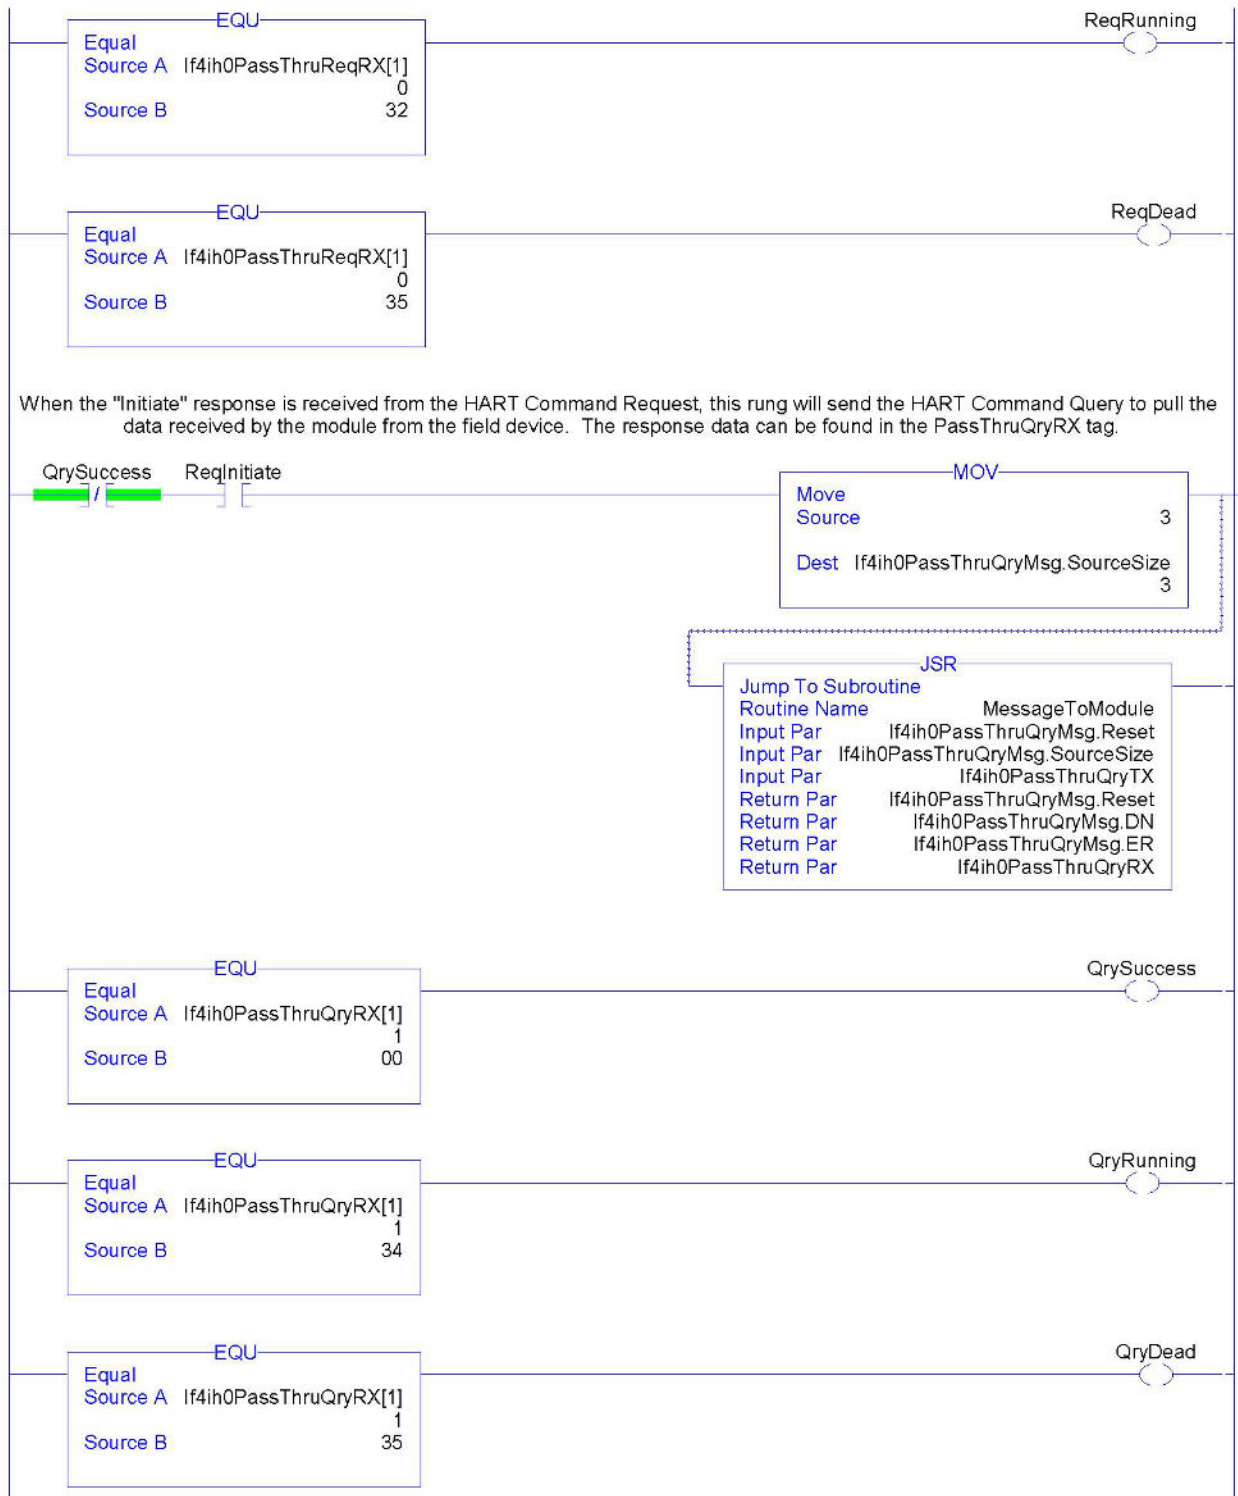 EQU
ReqRunning
Equal
Source A If4ih0PassThruReqRX[1]
0
Source B 32
EQU
ReqDead
Equal
Source A If4ih0PassThruReqRX[1]
0
Source B 35
When the "Initiate" response is received from the HART Command Request, this rung will send the HART Command Query to pull the
data received by the module from the field device. The response data can be found in the PassThruQryRX tag.
QrySuccess ReqInitiate
/
MOV
Move
Source 3
Dest If4ih0PassThruQryMsg.SourceSize
3
JSR
Jump To Subroutine
Routine Name MessageToModule
Input Par If4ih0PassThruQryMsg.Reset
Input Par If4ih0PassThruQryMsg.SourceSize
Input Par If4ih0PassThruQryTX
Return Par If4ih0PassThruQryMsg.Reset
Return Par If4ih0PassThruQryMsg.DN
Return Par If4ih0PassThruQryMsg.ER
Return Par If4ih0PassThruQryRX
EQU
QrySuccess
Equal
Source A If4ih0PassThruQryRX[1]
1
Source B 00
EQU
QryRunning
Equal
Source A If4ih0PassThruQryRX[1]
1
Source B 34
EQU
QryDead
Equal
Source A If4ih0PassThruQryRX[1]
1
Source B 35